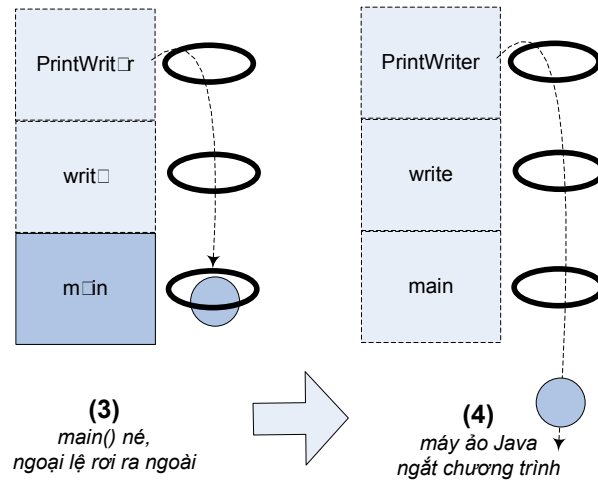 PrintWrit□r
writ□
m□in
(3)
main() né,
ngoại lệ rơi ra ngoài
PrintWriter
write
main
(4)
máy ảo Java
ngắt chương trình